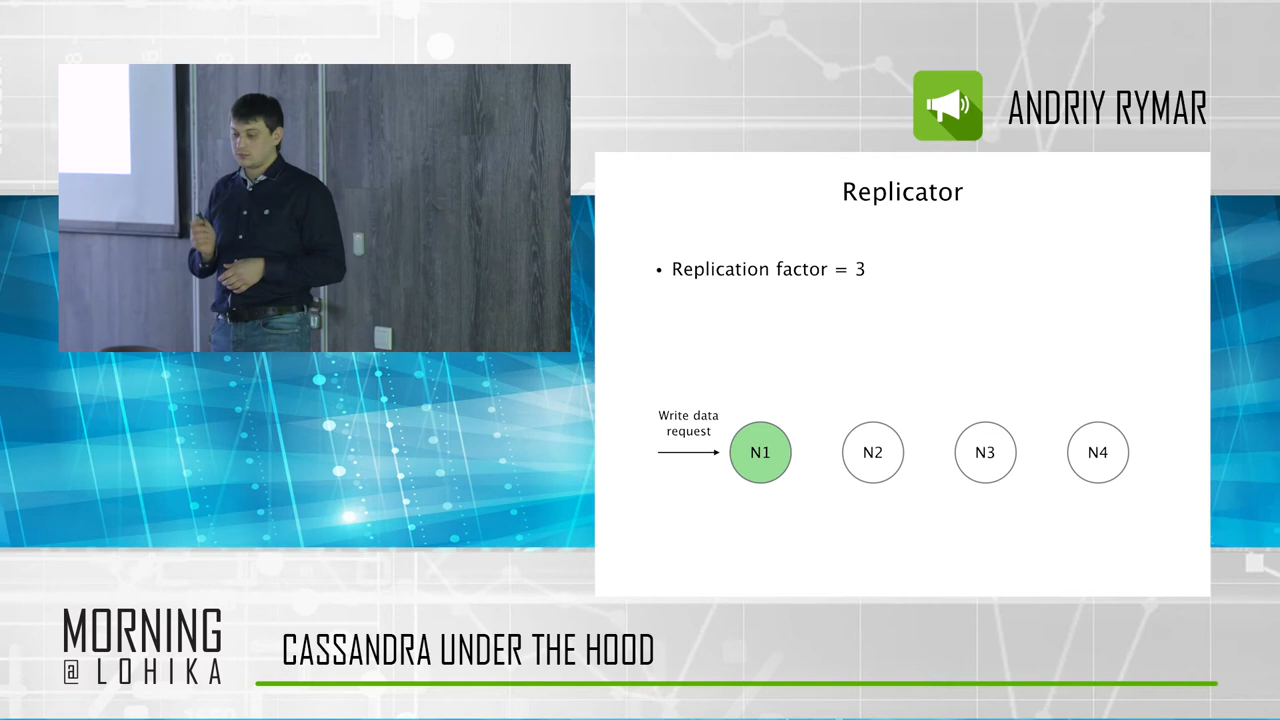 ANDRIY RYMAR
Replicator
• Replication factor = 3
Write data
request
N1
N2
N3
N4
MORNING
@ LOHIKA
CASSANDRA UNDER THE HOOD